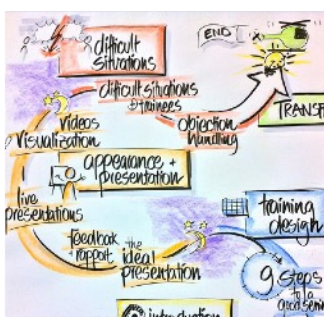 difficult
situations
END
difficult situations
& trainees
TRANSF
objection
handling
videos
visualization
appearance +
presentation
live
presentations
training
design
Feedback
+ rapport
the
ideal
presentation
9 steps
to a
good semi
introduction